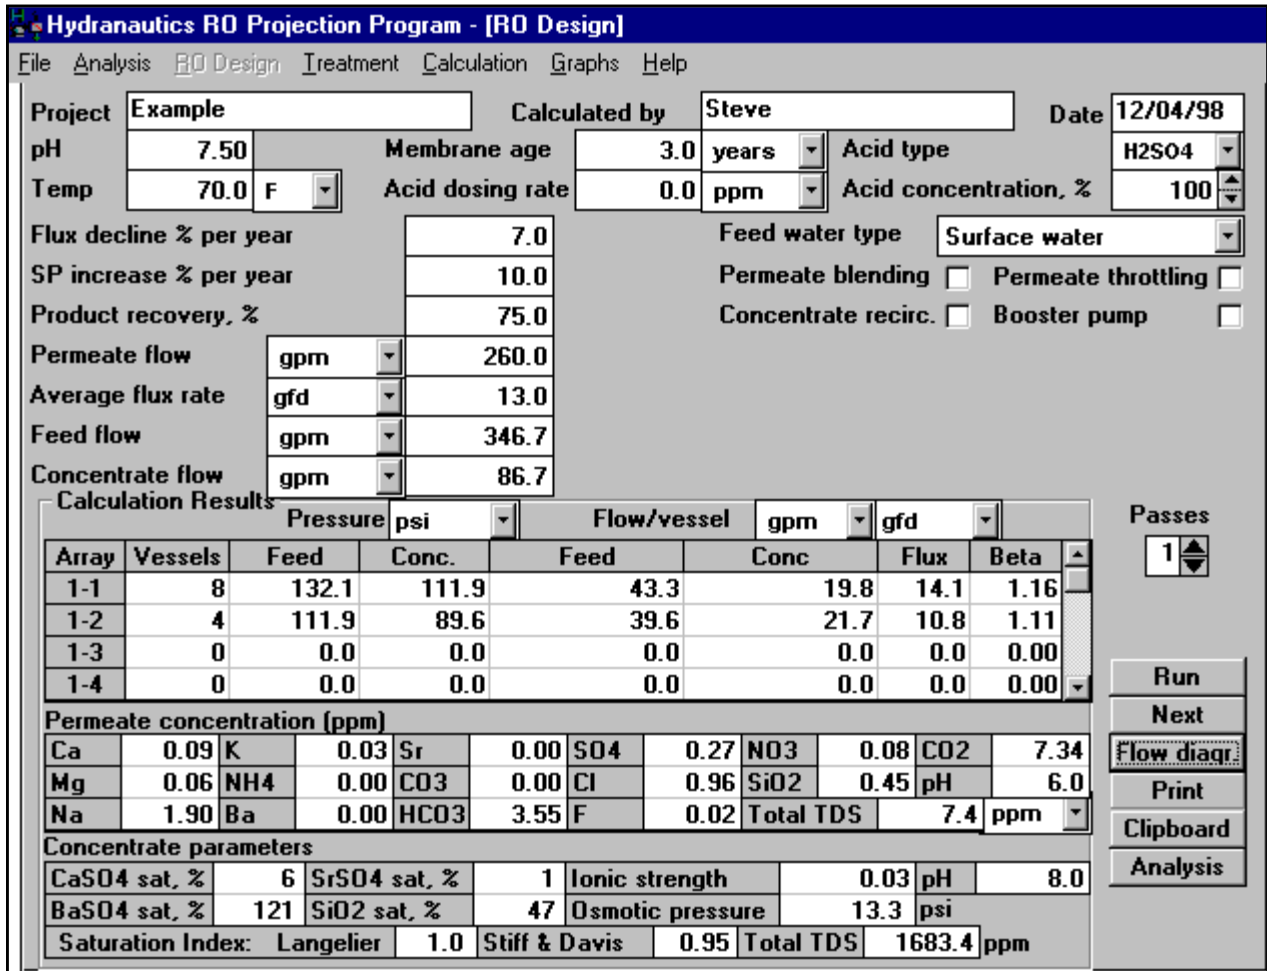 Hydranautics RO Projection Program - [RO Design]
File Analysis RO Design Treatment Calculation Graphs Help
Project Example Calculated by Steve Date 12/04/98
pH 7.50 Membrane age 3.0 years Acid type H2SO4
Temp 70.0 F Acid dosing rate 0.0 ppm Acid concentration, % 100
Flux decline % per year 7.0 Feed water type Surface water
SP increase % per year 10.0 Permeate blending Permeate throttling
Product recovery, % 75.0 Concentrate recirc. Booster pump
Permeate flow gpm 260.0
Average flux rate gfd 13.0
Feed flow gpm 346.7
Concentrate flow gpm 86.7
Calculation Results Pressure psi Flow/vessel gpm gfd Passes
Array Vessels Feed Conc. Feed Conc Flux Beta 1
1-1 8 132.1 111.9 43.3 19.8 14.1 1.16
1-2 4 111.9 89.6 39.6 21.7 10.8 1.11
1-3 0 0.0 0.0 0.0 0.0 0.0 0.00
1-4 0 0.0 0.0 0.0 0.0 0.0 0.00 Run
Permeate concentration (ppm) Next
Ca 0.09 K 0.03 Sr 0.00 SO4 0.27 NO3 0.08 CO2 7.34 Flow diagr.
Mg 0.06 NH4 0.00 CO3 0.00 Cl 0.96 SiO2 0.45 pH 6.0 Print
Na 1.90 Ba 0.00 HCO3 3.55 F 0.02 Total TDS 7.4 ppm Clipboard
Concentrate parameters
CaSO4 sat, % 6 SrSO4 sat, % 1 Ionic strength 0.03 pH 8.0 Analysis
BaSO4 sat, % 121 SiO2 sat, % 47 Osmotic pressure 13.3 psi
Saturation Index: Langelier 1.0 Stiff & Davis 0.95 Total TDS 1683.4 ppm